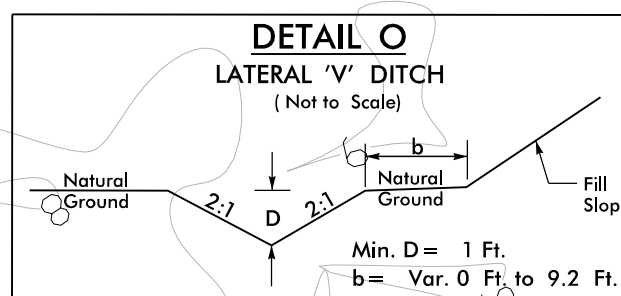 DETAIL O
LATERAL 'V' DITCH
( Not to Scale)
b
Natural
Ground
2:1
D
2:1
Natural
Ground
Fill
Slop
Min. D = 1 Ft.
b = Var. 0 Ft. to 9.2 Ft.